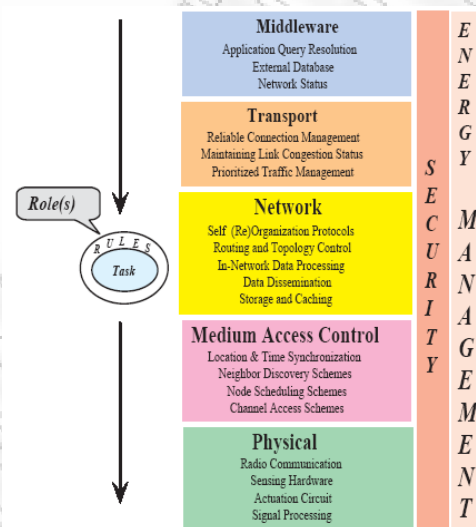 Middleware
Application Query Resolution
External Database
Network Status
Transport
Reliable Connection Management
Maintaining Link Congestion Status
Prioritized Traffic Management
Role(s)
RULES
Task
Network
Self (Re)Organization Protocols
Routing and Topology Control
In-Network Data Processing
Data Dissemination
Storage and Caching
Medium Access Control
Location & Time Synchronization
Neighbor Discovery Schemes
Node Scheduling Schemes
Channel Access Schemes
Physical
Radio Communication
Sensing Hardware
Actuation Circuit
Signal Processing
SECURITY
ENERGY MANAGEMENT